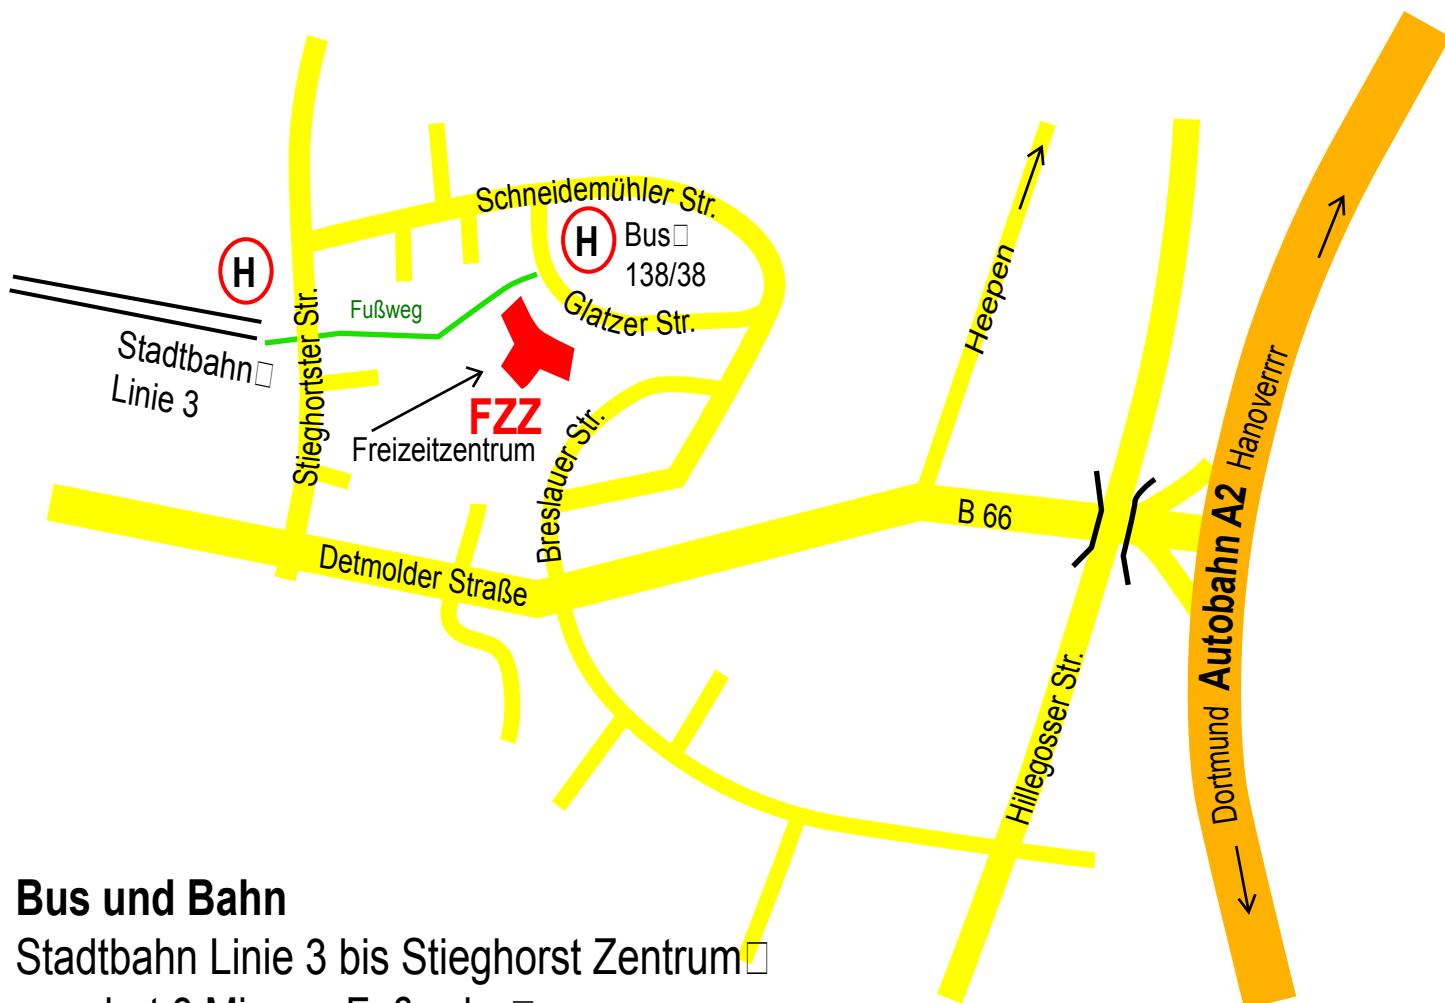 Schneidemühler Str.
H
Bus
138/38
H
Glatzer Str.
Fußweg
Stadtbahn
Linie 3
Stieghortster Str.
FZZ
Freizeitzentrum
Breslauer Str.
Heepen
B 66
Detmolder Straße
Hillegosser Str.
Dortmund Autobahn A2 Hanoverrr
Bus und Bahn
Stadtbahn Linie 3 bis Stieghorst Zentrum